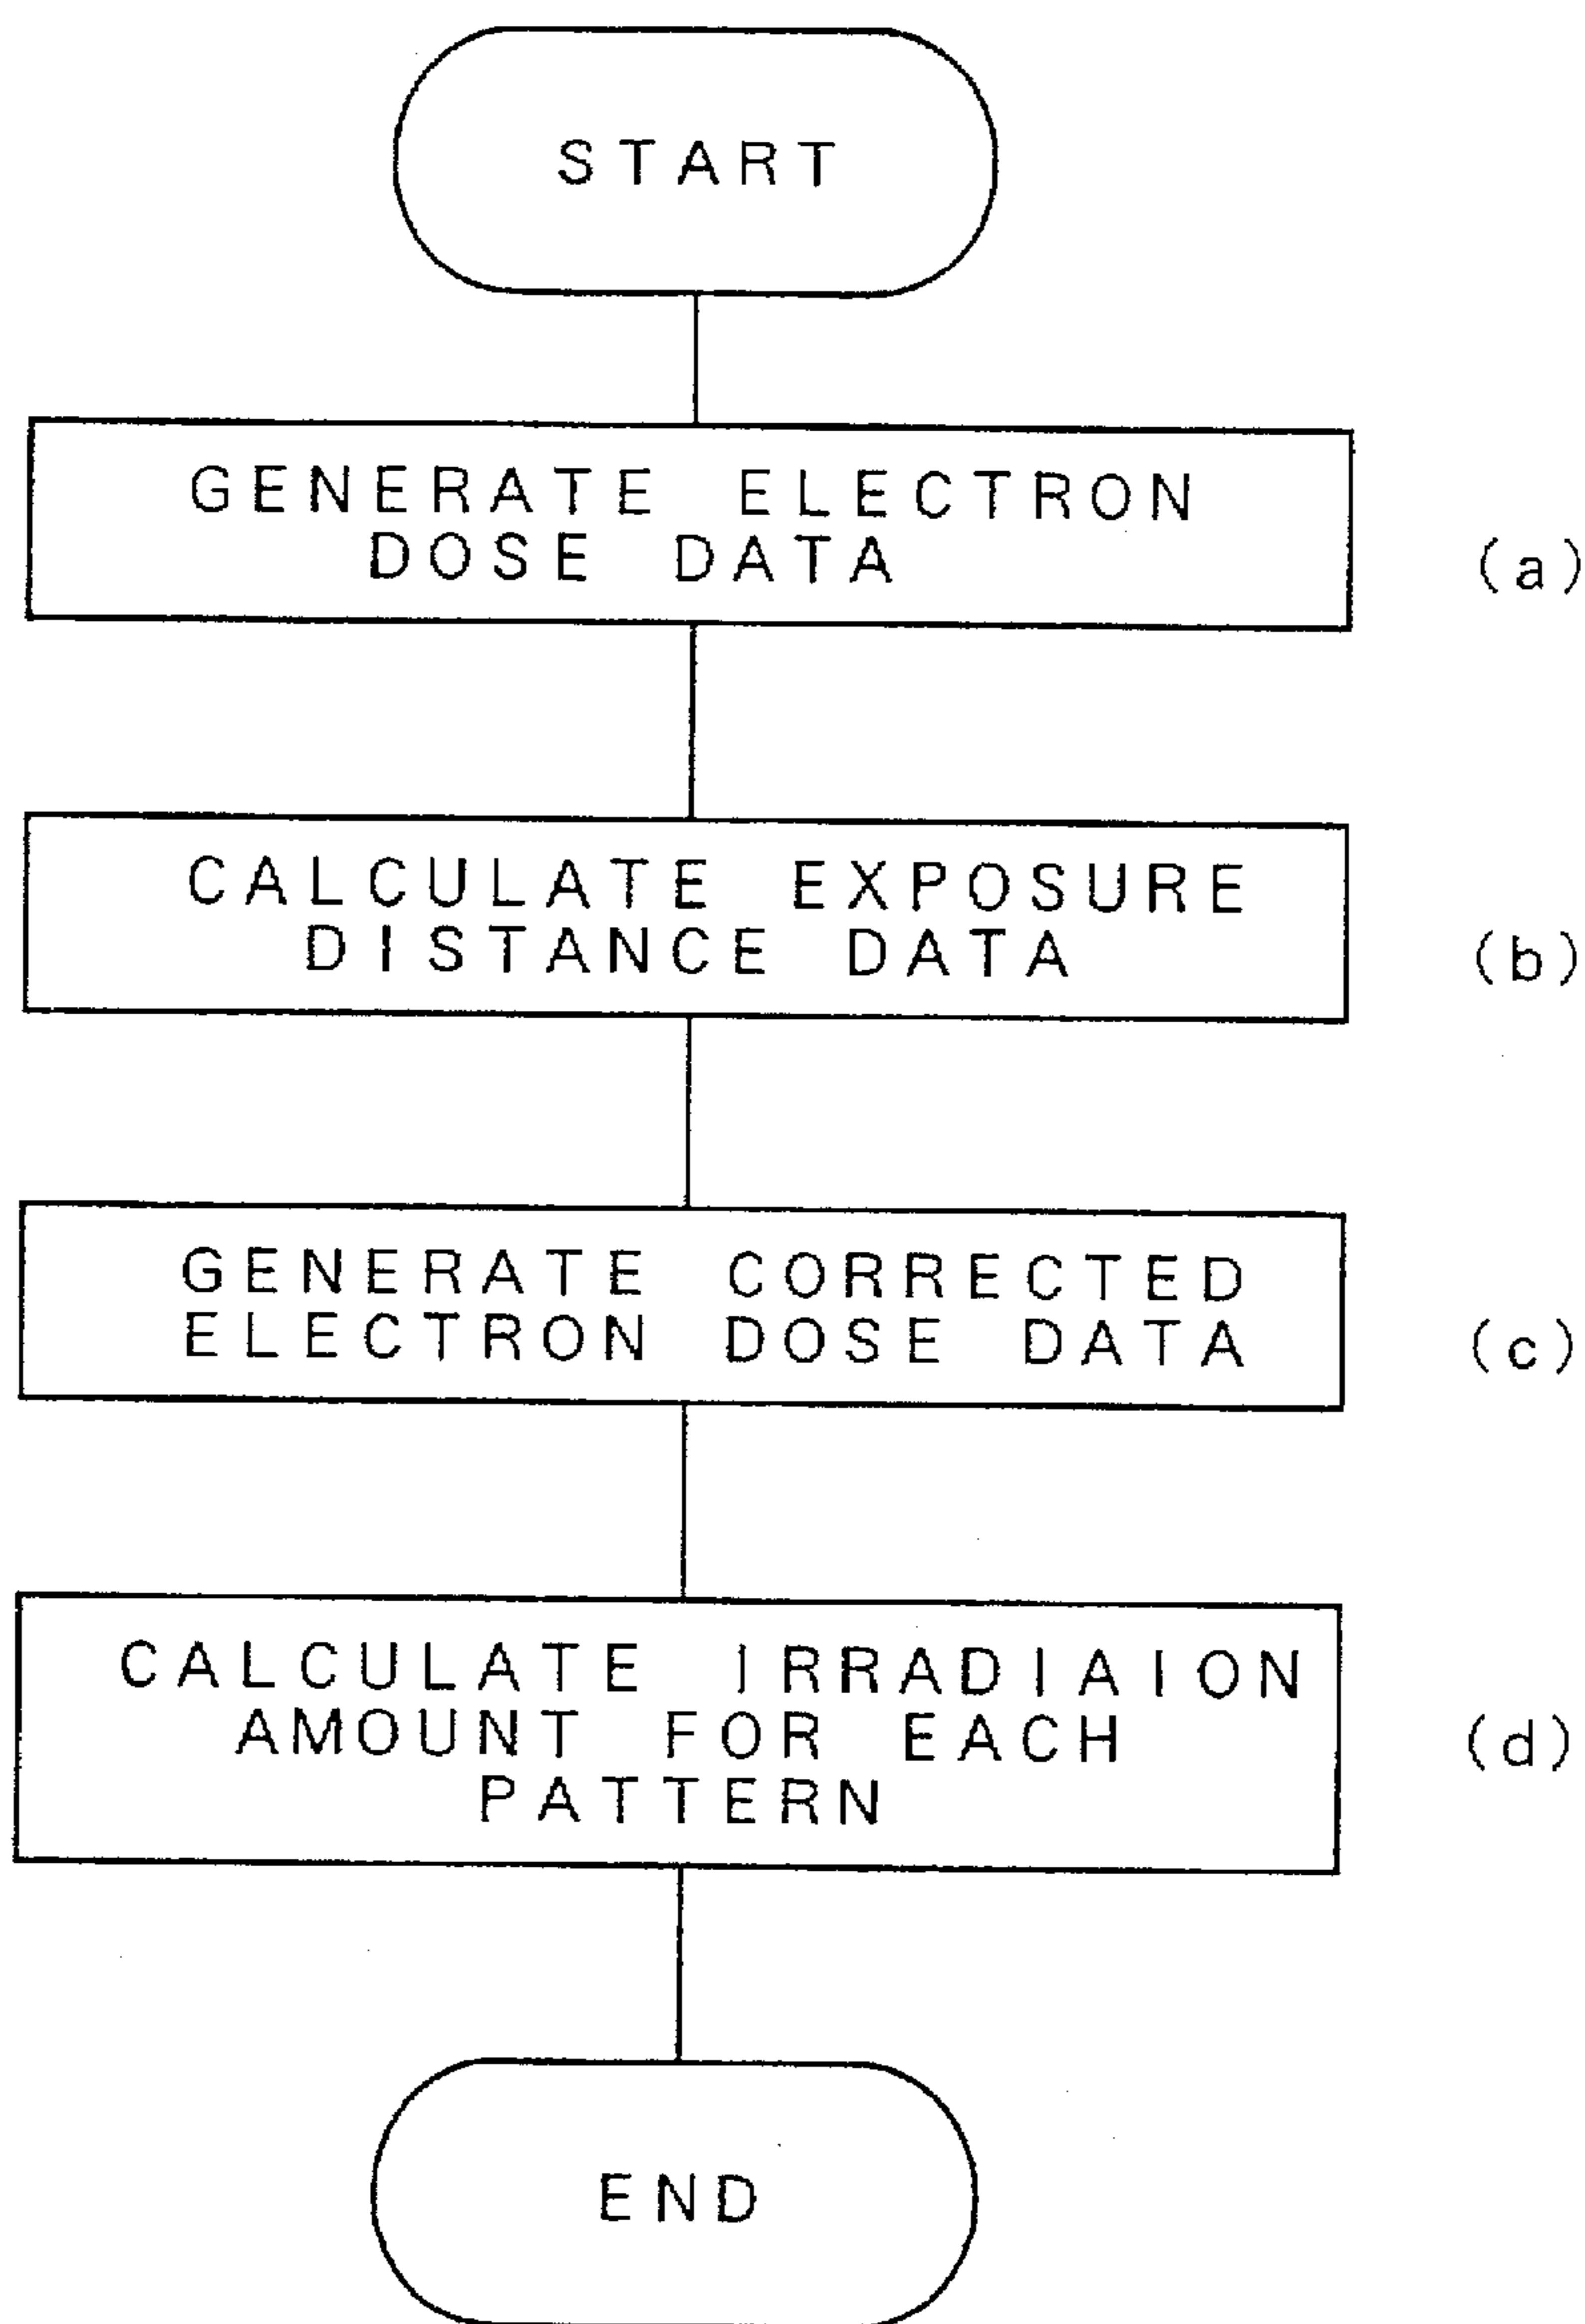 START
GENERATE ELECTRON
DOSE DATA
(a)
CALCULATE EXPOSURE
DISTANCE DATA
(b)
GENERATE CORRECTED
ELECTRON DOSE DATA
(c)
CALCULATE IRRADIAION
AMOUNT FOR EACH
PATTERN
(d)
END